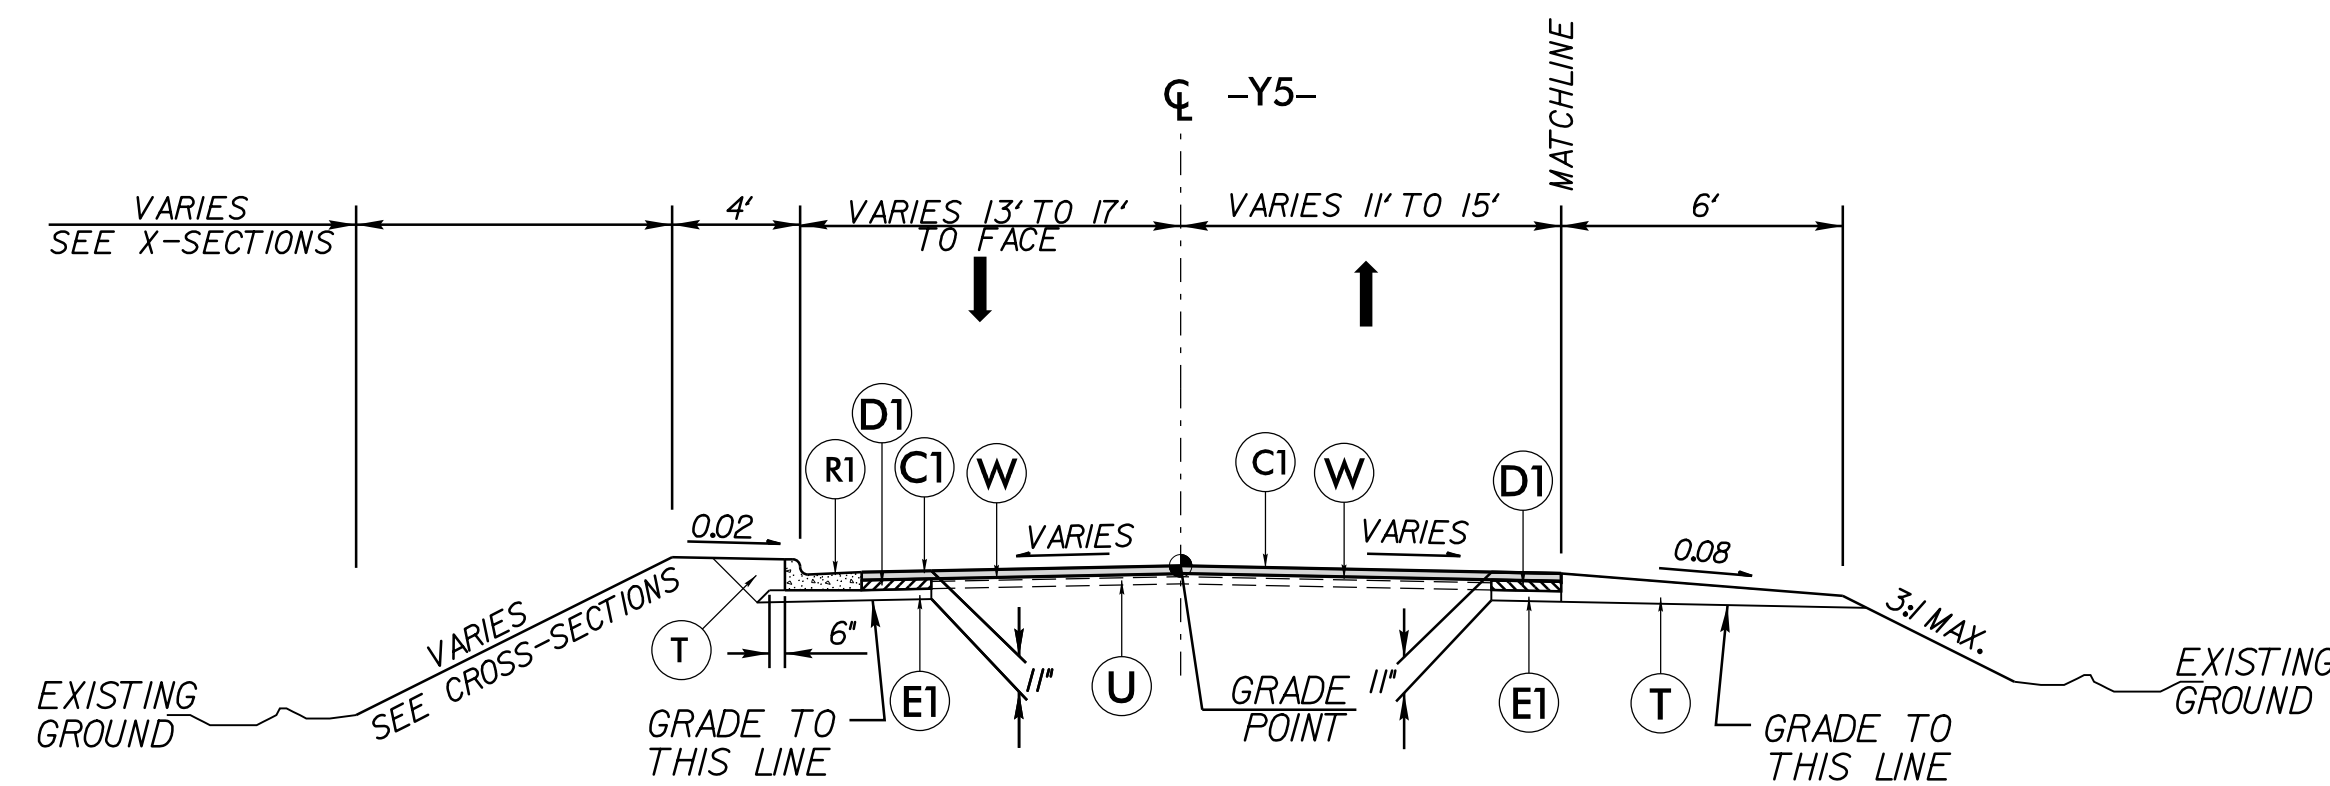 MATCHLINE
℄ -Y5-
VARIES
SEE X-SECTIONS
4'
VARIES 13' TO 17'
TO FACE
VARIES 11' TO 15'
6'
D1
R1
C1
W
C1
W
D1
0.02
VARIES
VARIES
0.08
VARIES
SEE CROSS-SECTIONS
3:1 MAX.
T
6"
E1
11"
U
GRADE
POINT
11"
E1
T
EXISTING
GROUND
GRADE TO
THIS LINE
GRADE TO
THIS LINE
EXISTING
GROUND